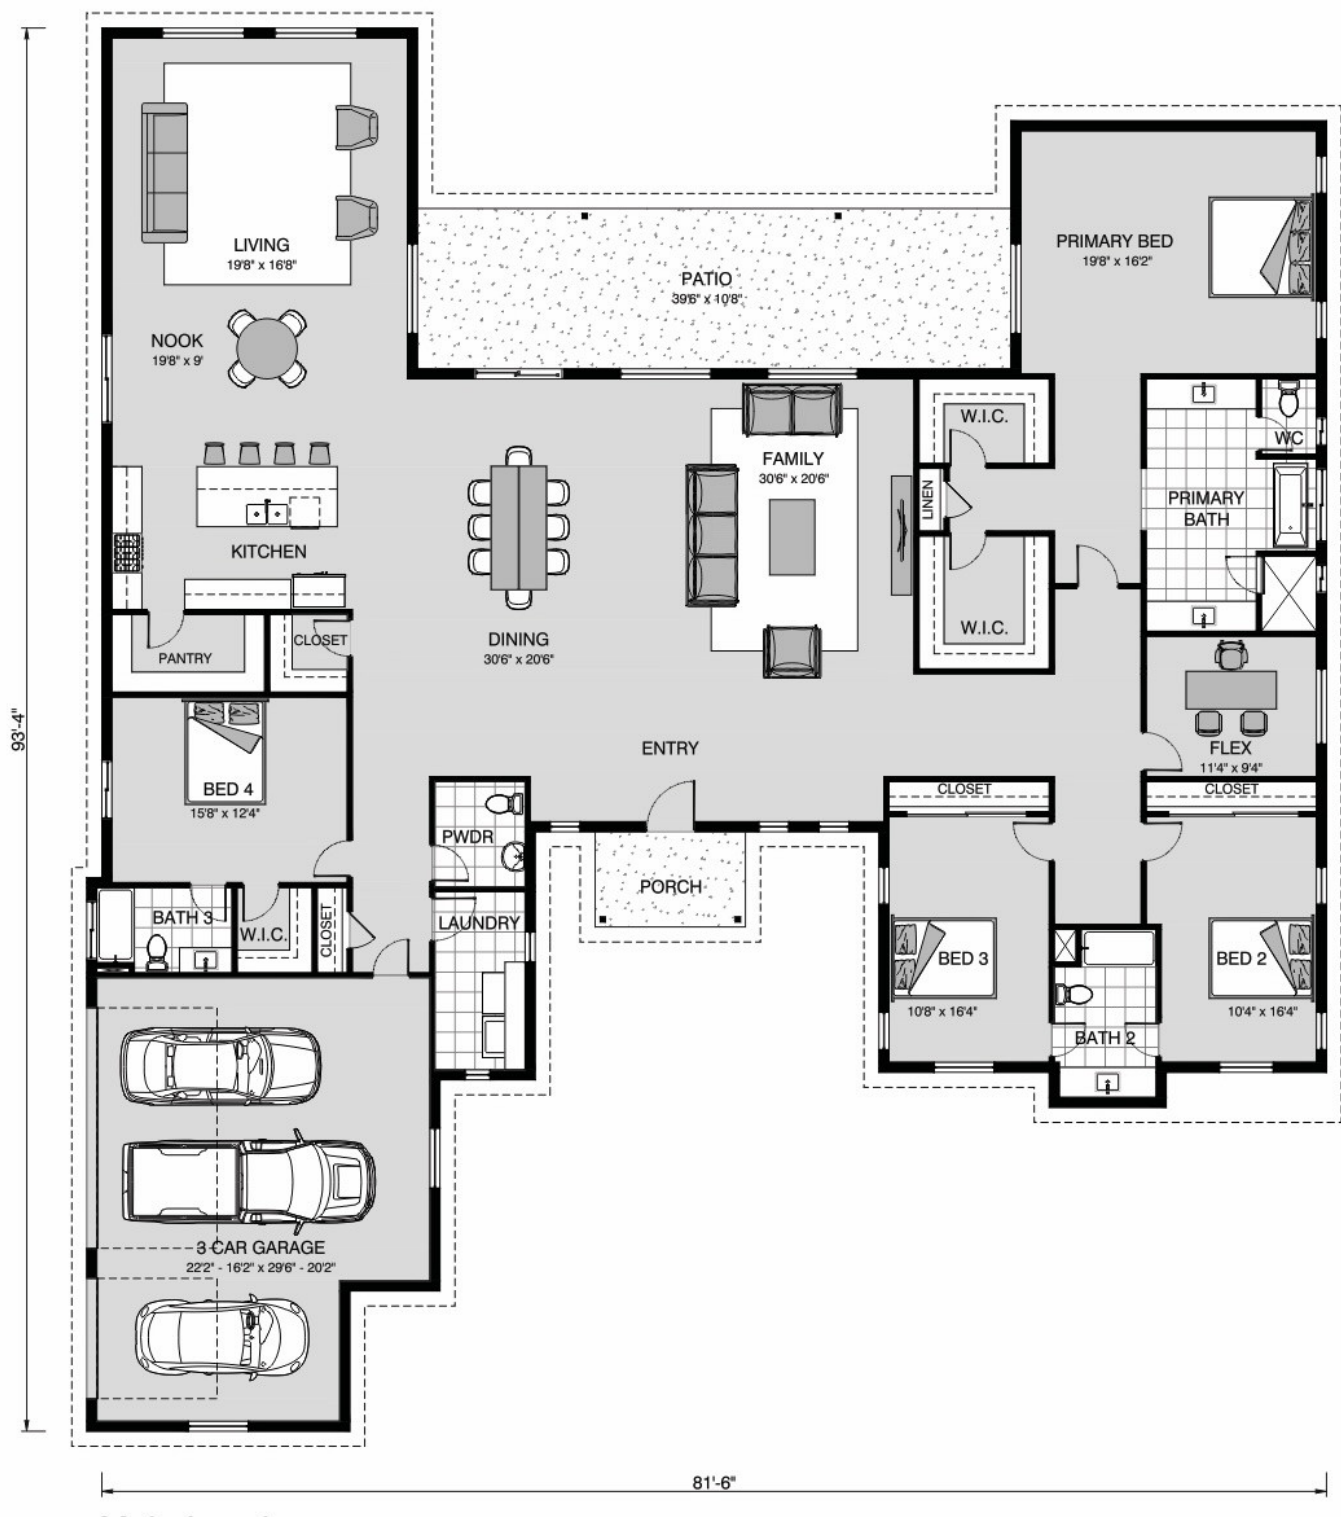 LIVING
19'8" x 16'8"
PRIMARY BED
19'8" x 16'2"
PATIO
39'6" x 10'8"
NOOK
19'8" x 9'
W.I.C.
WC
FAMILY
30'6" x 20'6"
LINEN
PRIMARY
BATH
KITCHEN
W.I.C.
CLOSET
DINING
30'6" x 20'6"
PANTRY
93'-4"
ENTRY
FLEX
11'4" x 9'4"
BED 4
15'8" x 12'4"
CLOSET
CLOSET
PWDR
PORCH
BATH 3
W.I.C.
CLOSET
LAUNDRY
BED 3
10'8" x 16'4"
BED 2
10'4" x 16'4"
BATH 2
3 CAR GARAGE
22'2" - 16'2" x 29'6" - 20'2"
81'-6"